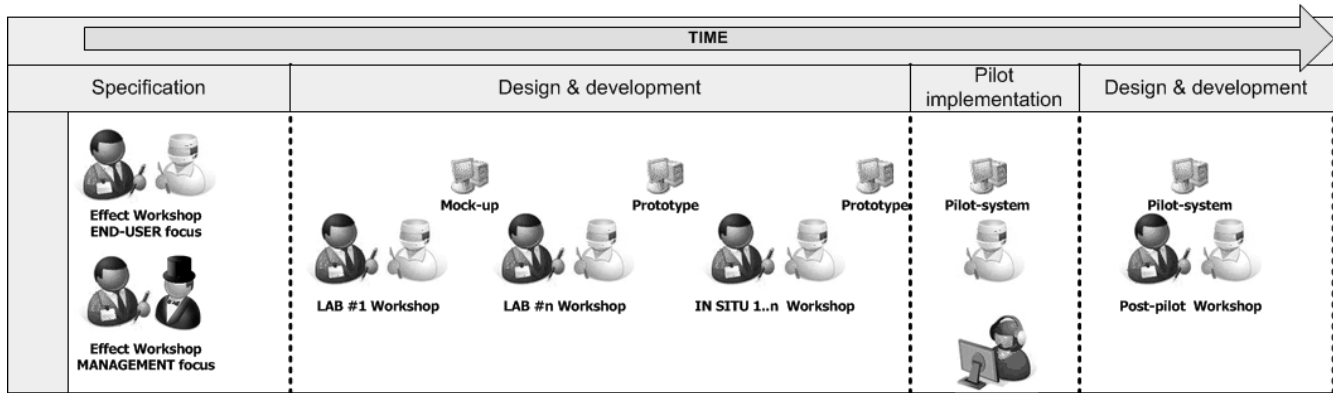 TIME
Specification
Design & development
Pilot
implementation
Design & development
Effect Workshop
END-USER focus
Effect Workshop
MANAGEMENT focus
Mock-up
Prototype
Prototype
LAB #1 Workshop
LAB #n Workshop
IN SITU 1..n Workshop
Pilot-system
Pilot-system
Post-pilot Workshop